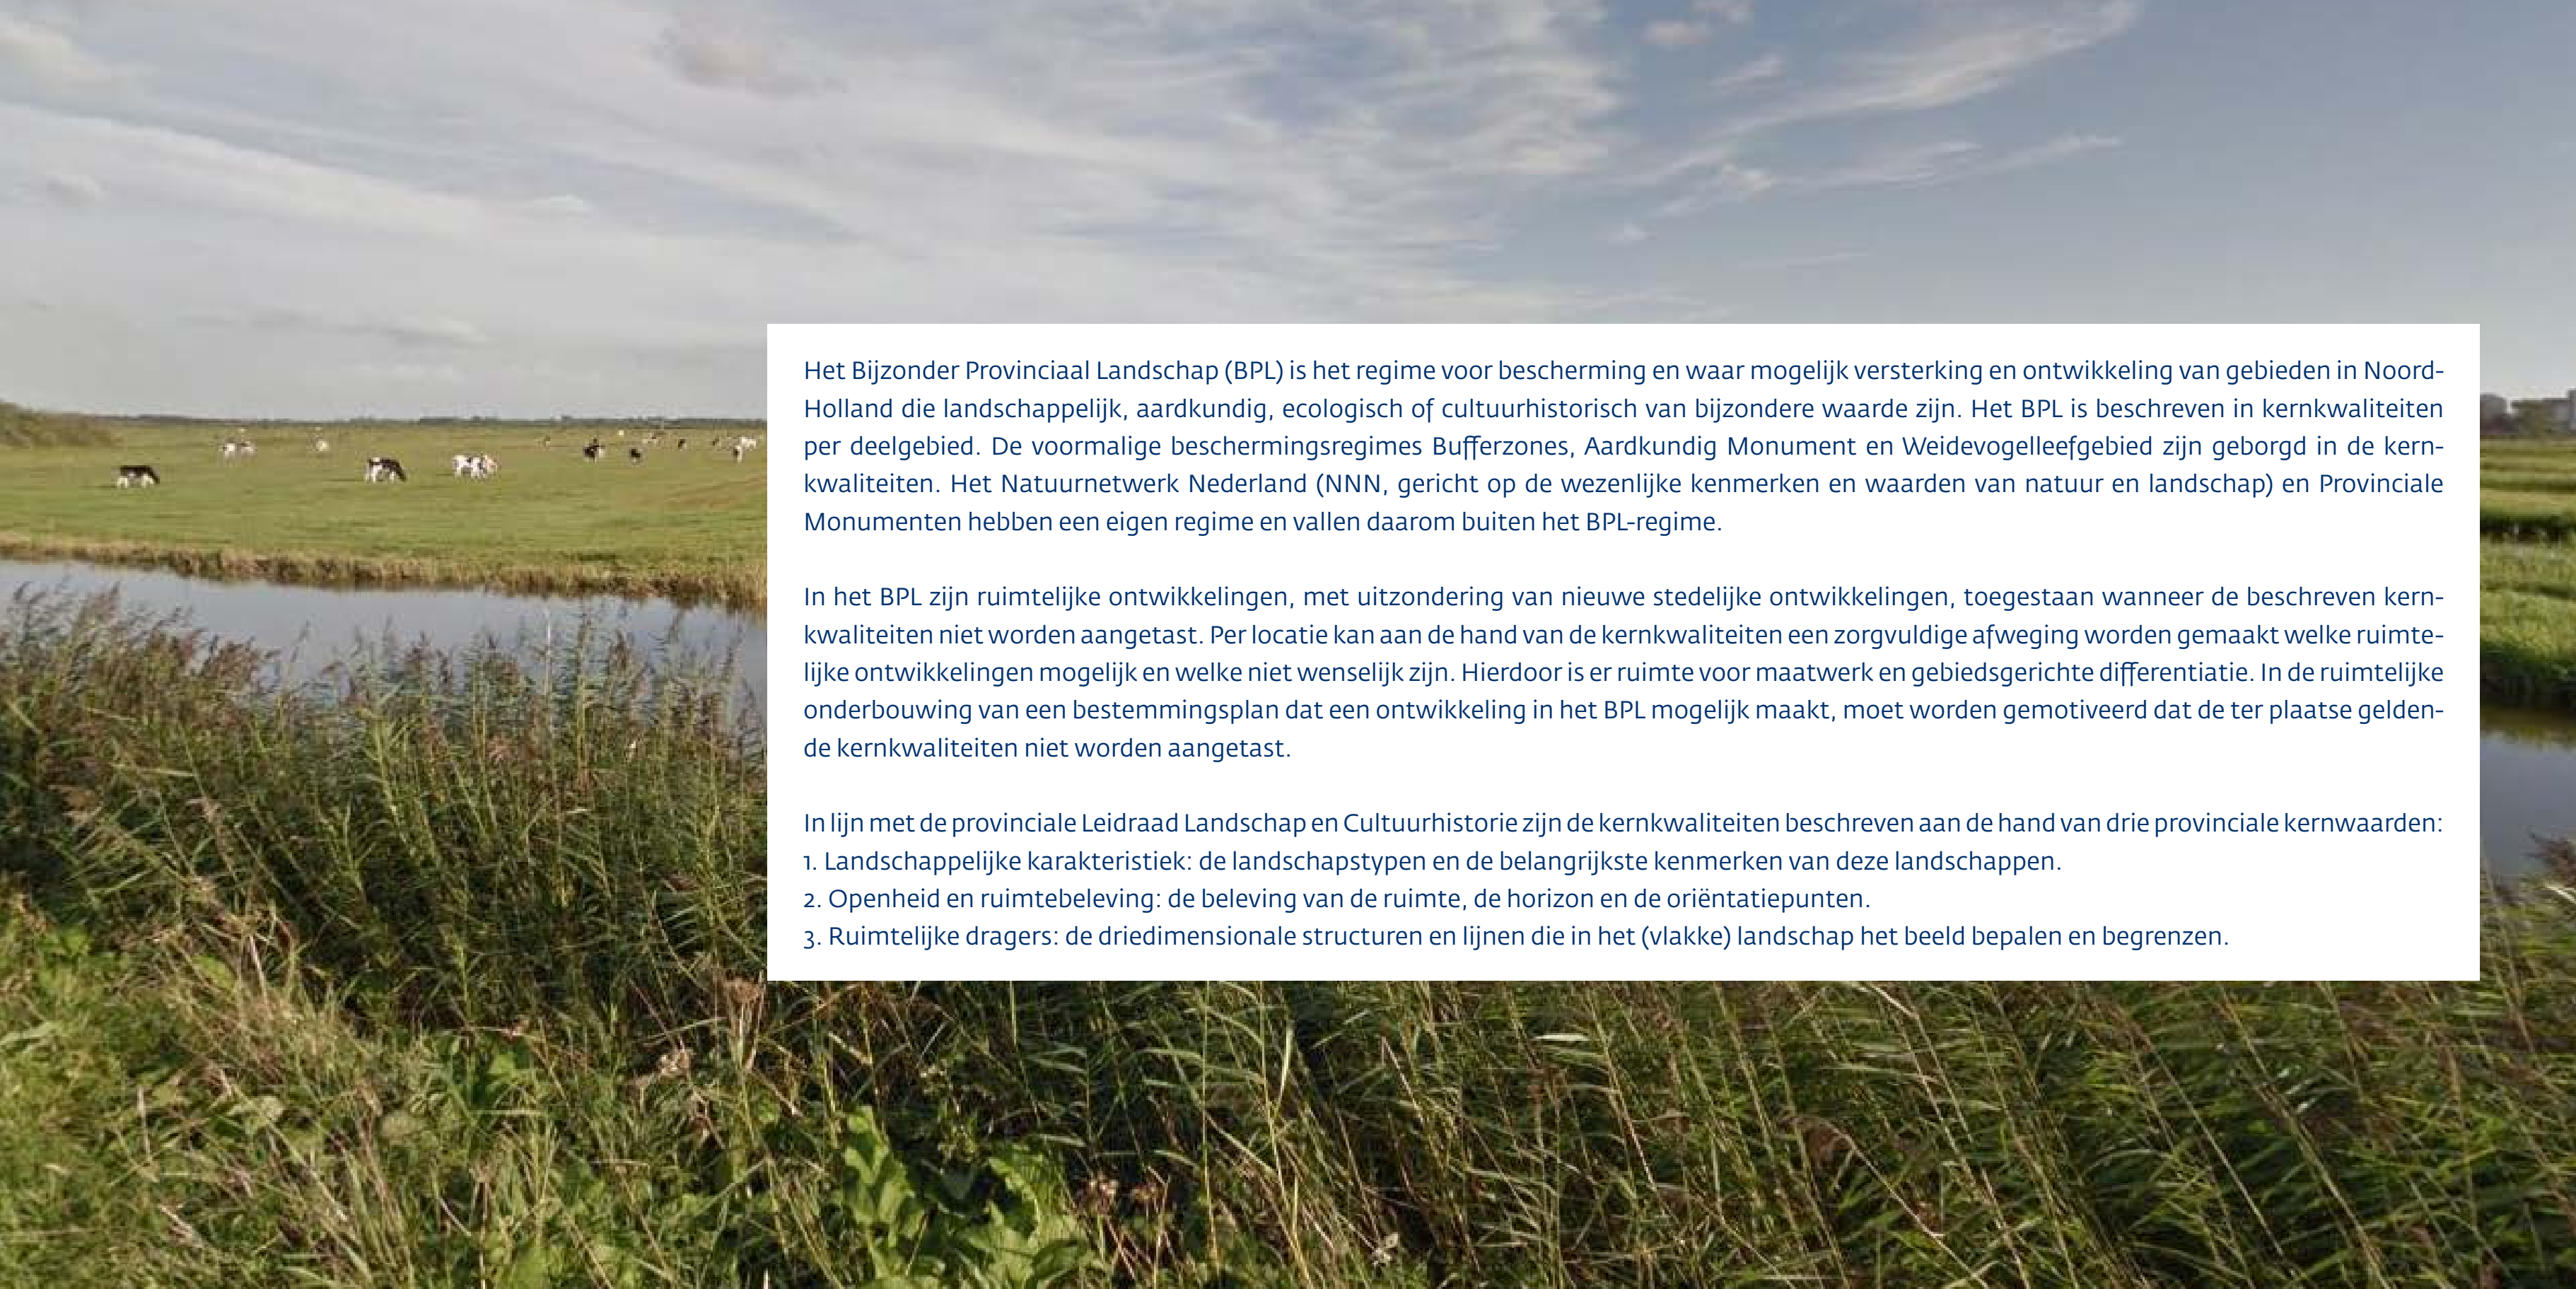 Het Bijzonder Provinciaal Landschap (BPL) is het regime voor bescherming en waar mogelijk versterking en ontwikkeling van gebieden in Noord-
Holland die landschappelijk, aardkundig, ecologisch of cultuurhistorisch van bijzondere waarde zijn. Het BPL is beschreven in kernkwaliteiten
per deelgebied. De voormalige beschermingsregimes Bufferzones, Aardkundig Monument en Weidevogelleefgebied zijn geborgd in de kern-
kwaliteiten. Het Natuurnetwerk Nederland (NNN, gericht op de wezenlijke kenmerken en waarden van natuur en landschap) en Provinciale
Monumenten hebben een eigen regime en vallen daarom buiten het BPL-regime.
In het BPL zijn ruimtelijke ontwikkelingen, met uitzondering van nieuwe stedelijke ontwikkelingen, toegestaan wanneer de beschreven kern-
kwaliteiten niet worden aangetast. Per locatie kan aan de hand van de kernkwaliteiten een zorgvuldige afweging worden gemaakt welke ruimte-
lijke ontwikkelingen mogelijk en welke niet wenselijk zijn. Hierdoor is er ruimte voor maatwerk en gebiedsgerichte differentiatie. In de ruimtelijke
onderbouwing van een bestemmingsplan dat een ontwikkeling in het BPL mogelijk maakt, moet worden gemotiveerd dat de ter plaatse gelden-
de kernkwaliteiten niet worden aangetast.
In lijn met de provinciale Leidraad Landschap en Cultuurhistorie zijn de kernkwaliteiten beschreven aan de hand van drie provinciale kernwaarden:
1. Landschappelijke karakteristiek: de landschapstypen en de belangrijkste kenmerken van deze landschappen.
2. Openheid en ruimtebeleving: de beleving van de ruimte, de horizon en de oriëntatiepunten.
3. Ruimtelijke dragers: de driedimensionale structuren en lijnen die in het (vlakke) landschap het beeld bepalen en begrenzen.